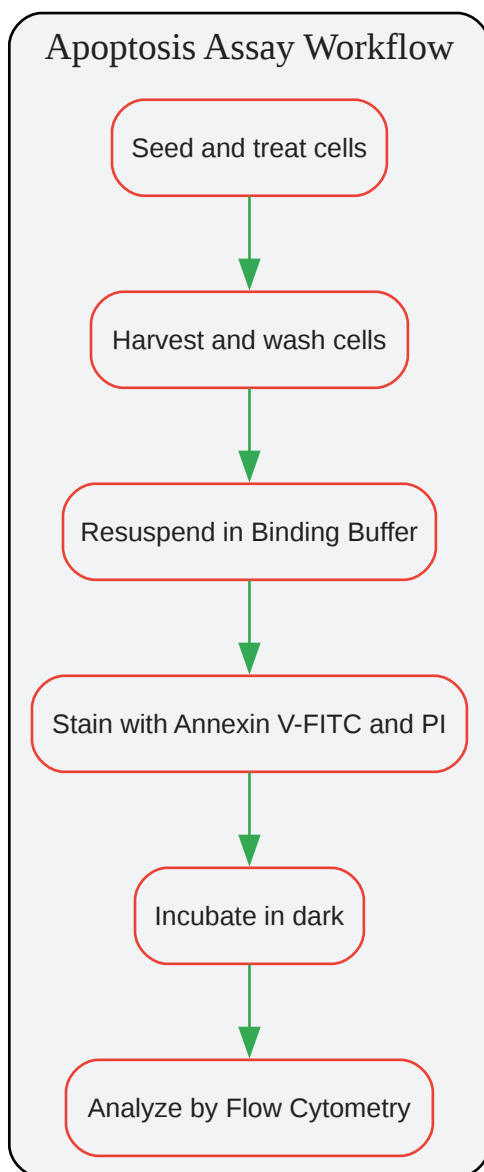 Apoptosis Assay Workflow
Seed and treat cells
Harvest and wash cells
Resuspend in Binding Buffer
Stain with Annexin V-FITC and PI
Incubate in dark
Analyze by Flow Cytometry